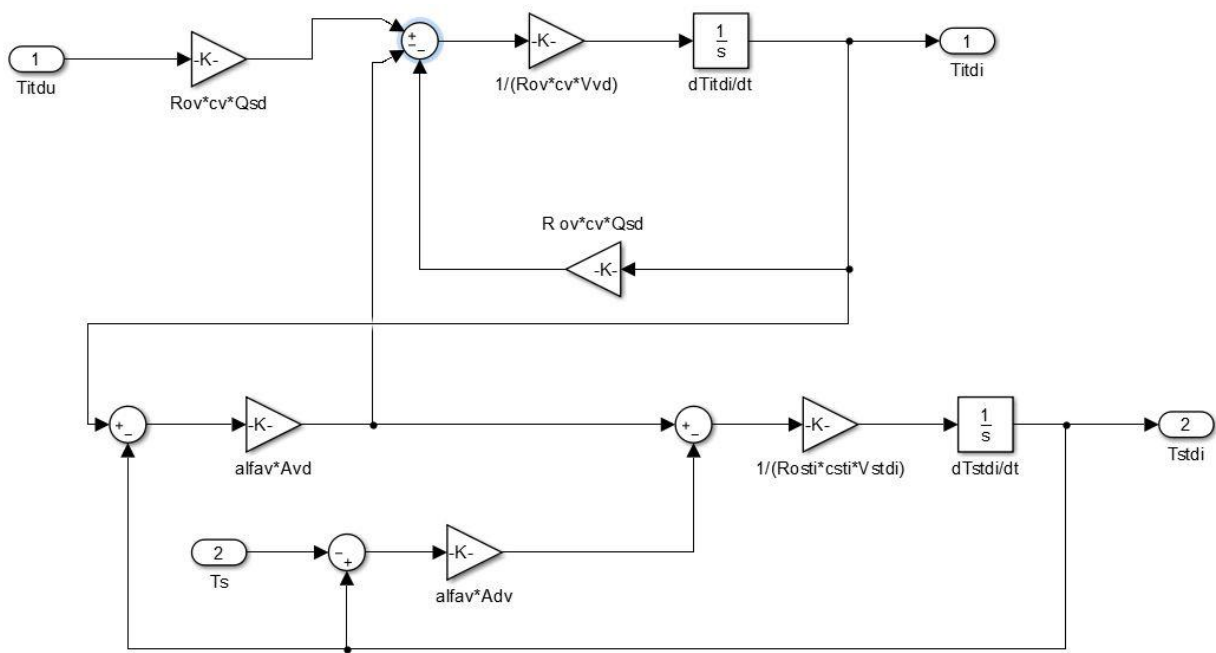 1
Titdu
-K-
Rov*cv*Qsd
+
−
−
-K-
1/(Rov*cv*Vvd)
1
s
dTitdi/dt
1
Titdi
R ov*cv*Qsd
-K-
+
−
-K-
alfav*Avd
+
−
-K-
1/(Rosti*csti*Vstdi)
1
s
dTstdi/dt
2
Tstdi
2
Ts
−
+
-K-
alfav*Adv